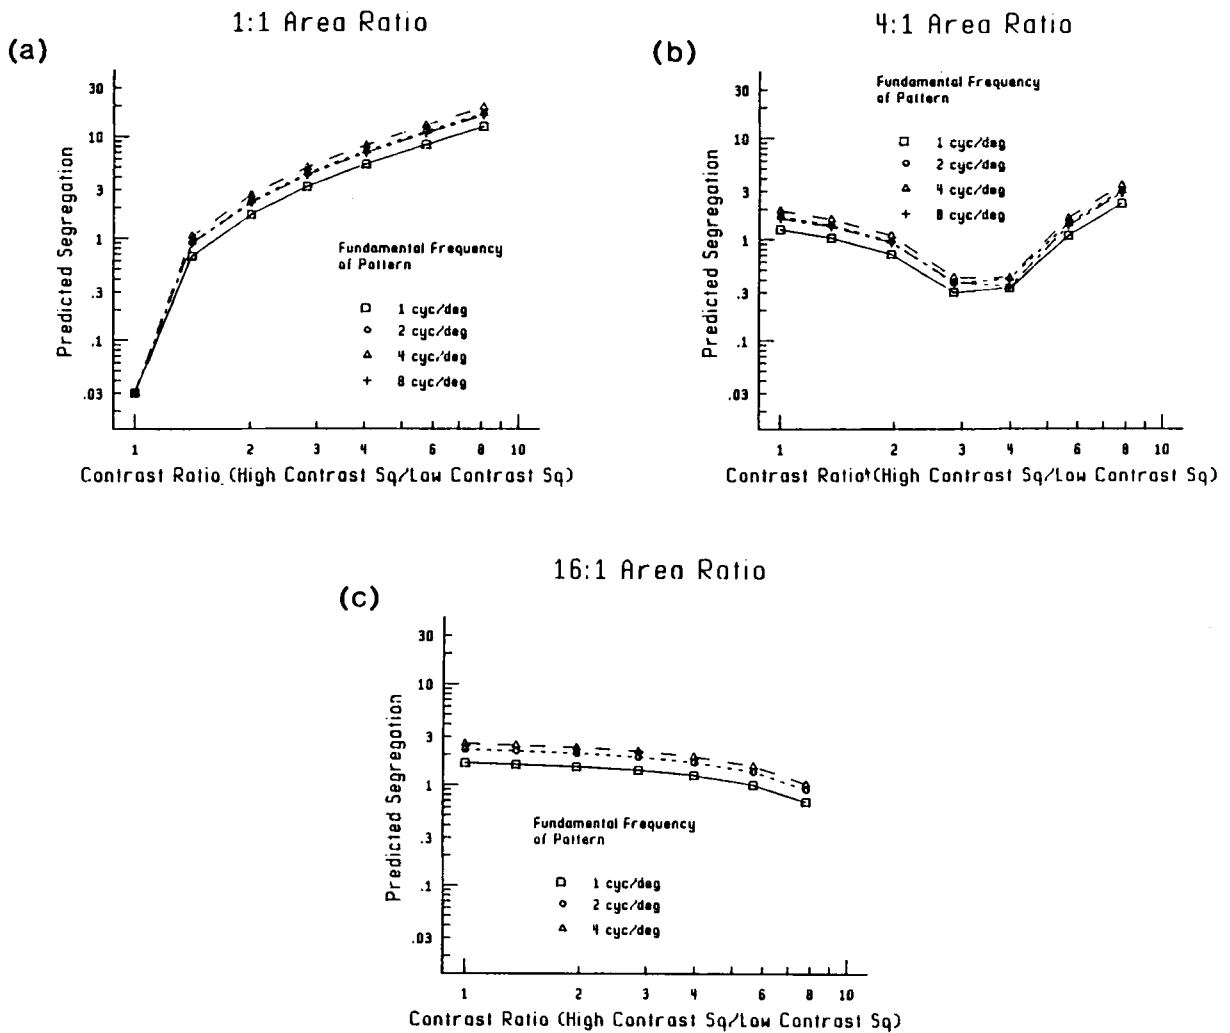 1:1 Area Ratio
(a)
30
10
3
1
.3
.1
.03
Predicted Segregation
Fundamental Frequency
of Pattern
1 cyc/deg
2 cyc/deg
4 cyc/deg
8 cyc/deg
1 2 3 4 6 8 10
Contrast Ratio (High Contrast Sq/Low Contrast Sq)
4:1 Area Ratio
(b)
30
10
3
1
.3
.1
.03
Predicted Segregation
Fundamental Frequency
of Pattern
1 cyc/deg
2 cyc/deg
4 cyc/deg
8 cyc/deg
1 2 3 4 6 8 10
Contrast Ratio (High Contrast Sq/Low Contrast Sq)
16:1 Area Ratio
(c)
30
10
3
1
.3
.1
.03
Predicted Segregation
Fundamental Frequency
of Pattern
1 cyc/deg
2 cyc/deg
4 cyc/deg
1 2 3 4 6 8 10
Contrast Ratio (High Contrast Sq/Low Contrast Sq)